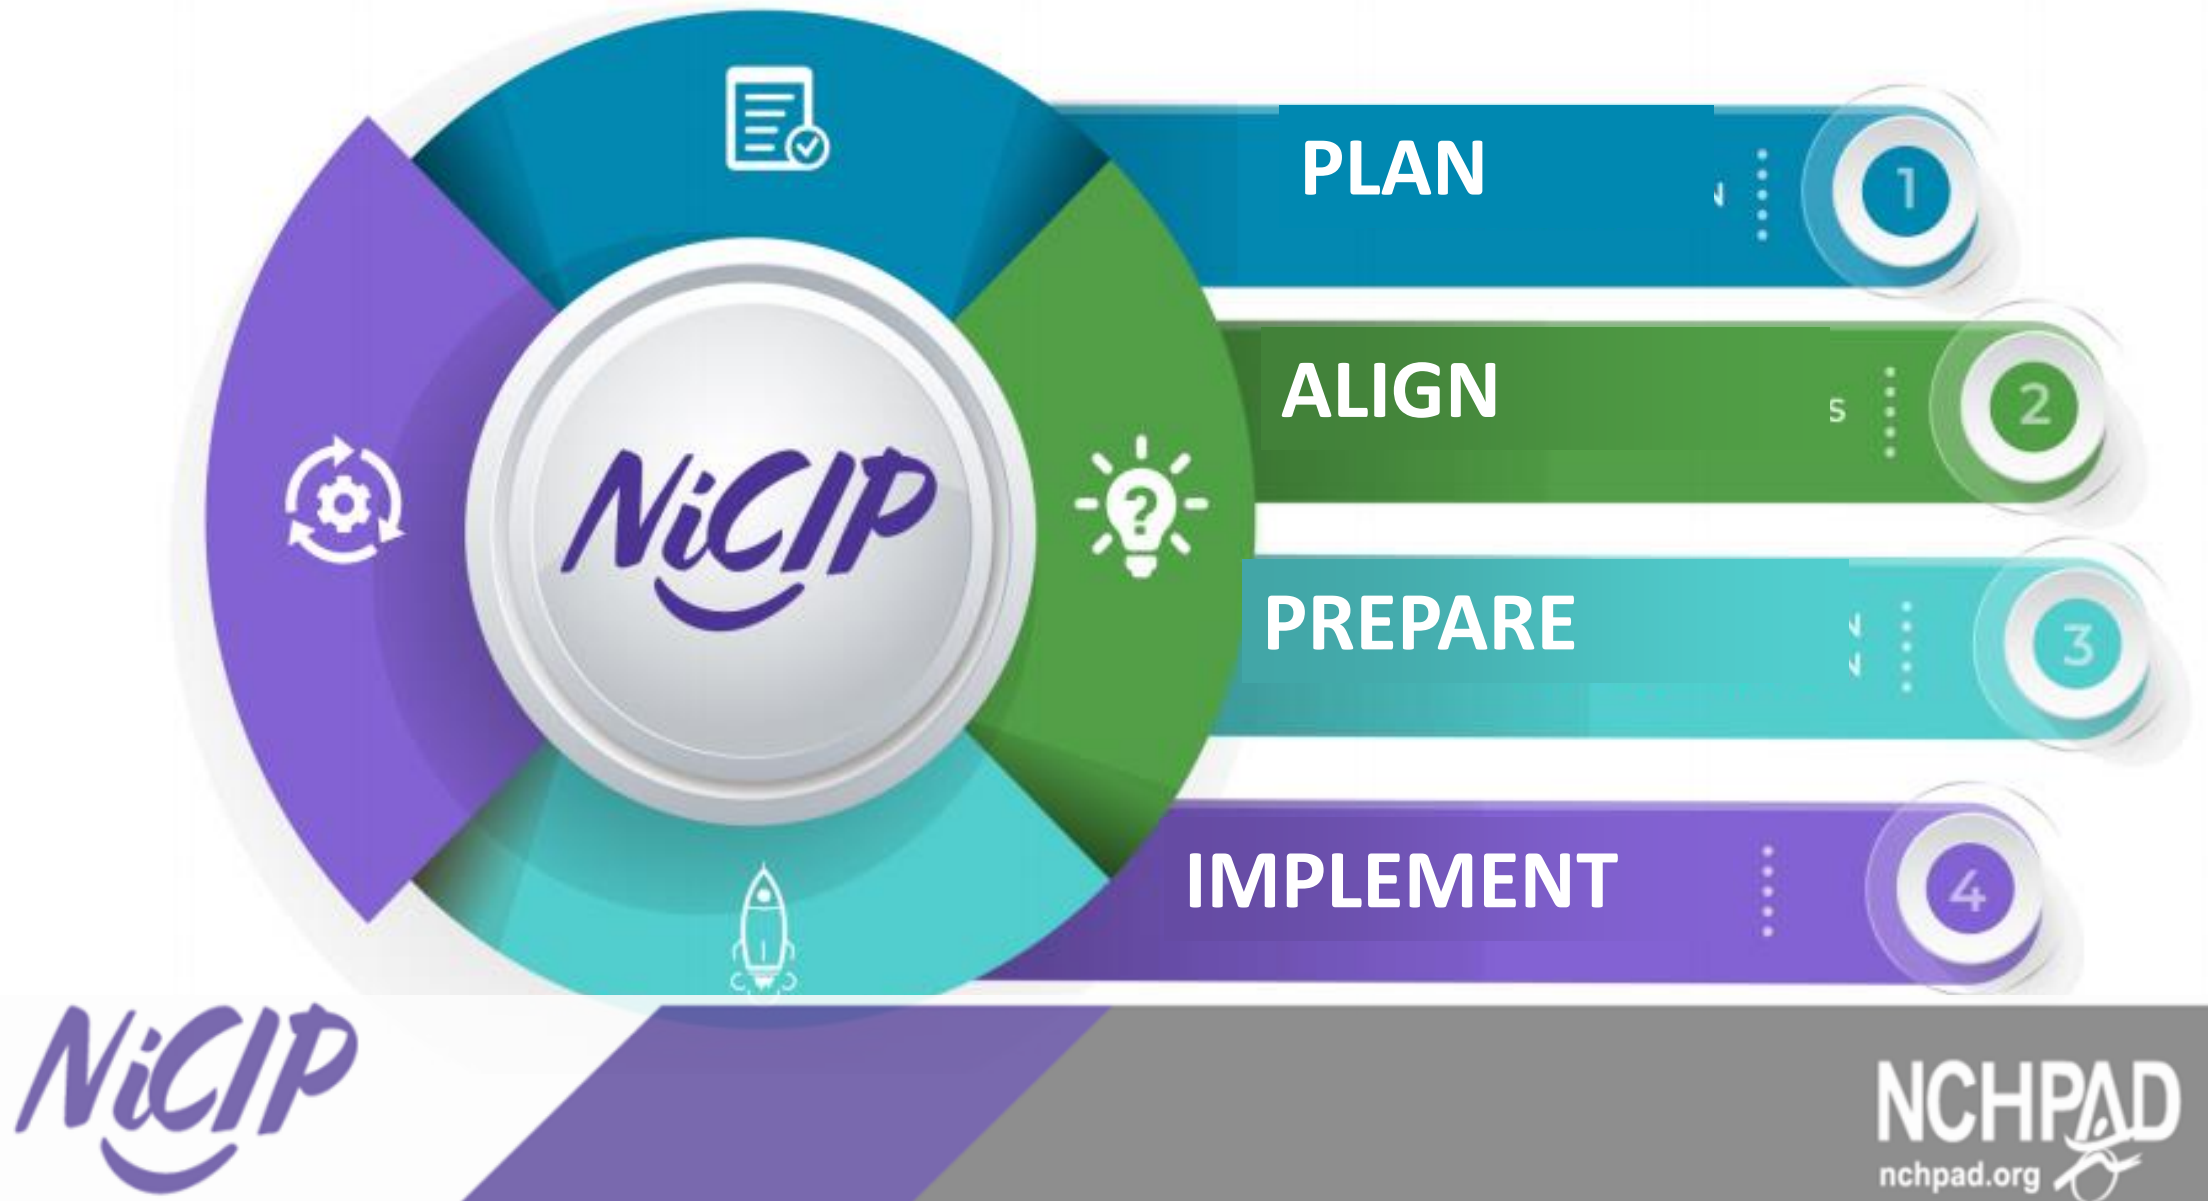 NiCIP
?
PLAN
1
ALIGN
S
2
PREPARE
3
IMPLEMENT
4
NiCIP
NCHPAD
nchpad.org